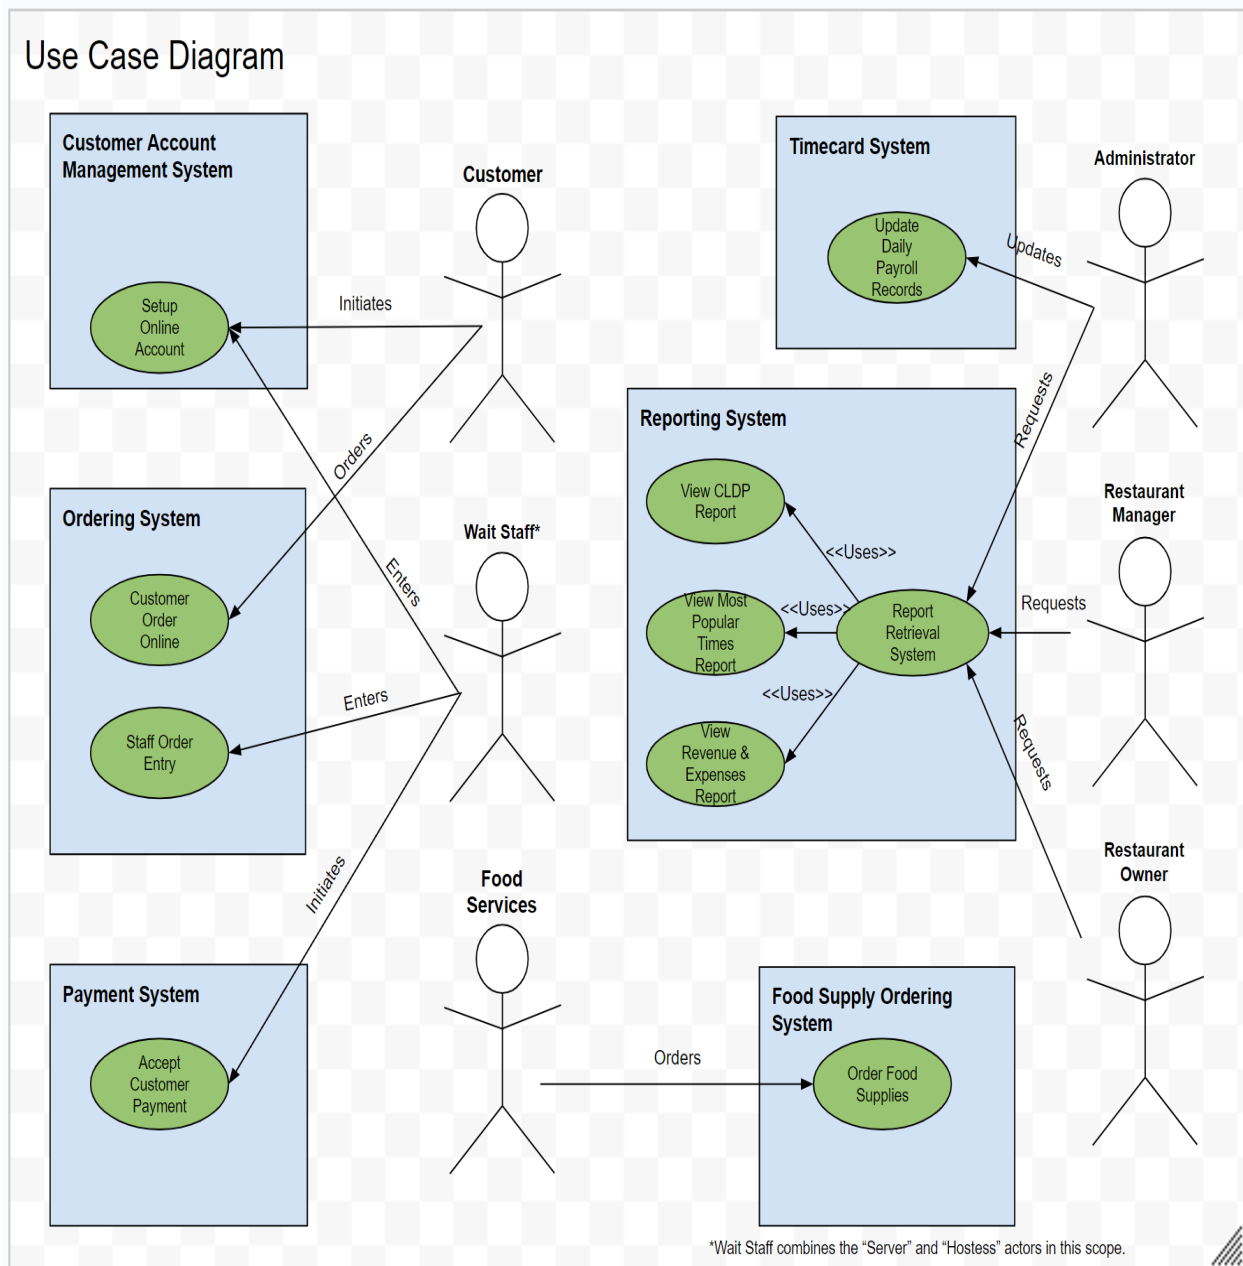 Use Case Diagram
Customer Account
Management System
Setup
Online
Account
Customer
Initiates
Orders
Ordering System
Customer
Order
Online
Staff Order
Entry
Wait Staff*
Enters
Enters
Initiates
Payment System
Accept
Customer
Payment
Food
Services
Orders
Timecard System
Update
Daily
Payroll
Records
Administrator
Updates
Requests
Reporting System
View CLDP
Report
<<Uses>>
View Most
Popular
Times
Report
<<Uses>>
Report
Retrieval
System
<<Uses>>
View
Revenue &
Expenses
Report
Restaurant
Manager
Requests
Requests
Restaurant
Owner
Food Supply Ordering
System
Order Food
Supplies
*Wait Staff combines the “Server” and “Hostess” actors in this scope.